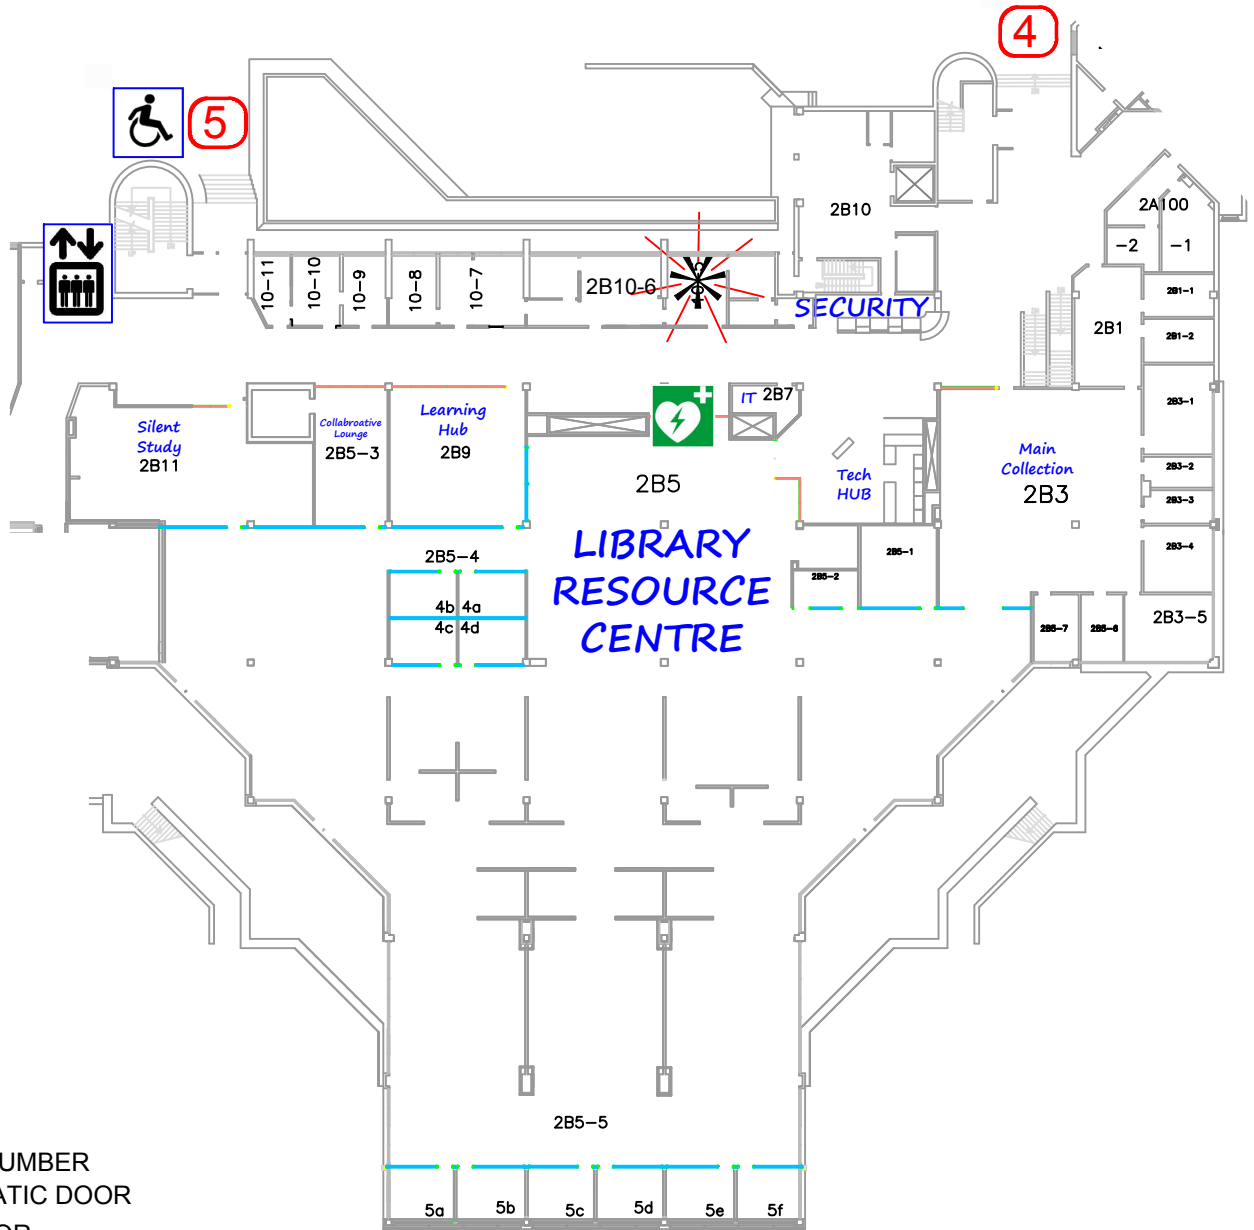 4
5
2A100
-2
-1
2B10
10-11
10-10
10-9
10-8
10-7
2B10-6
SECURITY
2B1-1
2B1
2B1-2
IT
2B7
2B3-1
Silent
Study
2B11
Collabroative
Lounge
2B5-3
Learning
Hub
2B9
2B5
Tech
HUB
Main
Collection
2B3
2B3-2
2B3-3
2B3-4
2B5-4
LIBRARY
RESOURCE
CENTRE
2B5-1
2B5-2
4b
4a
4c
4d
2B3-5
2B5-5
5a
5b
5c
5d
5e
5f
UMBER
ATIC DOOR